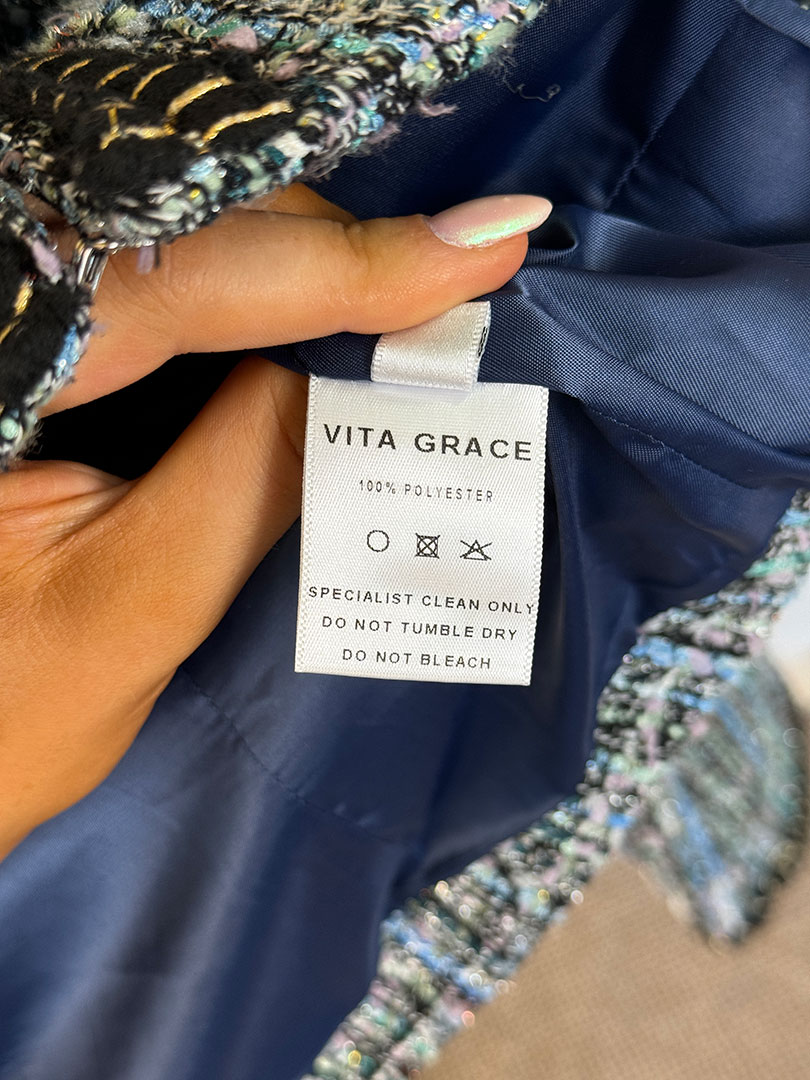 VITA GRACE
100% POLYESTER
SPECIALIST CLEAN ONLY
DO NOT TUMBLE DRY
DO NOT BLEACH